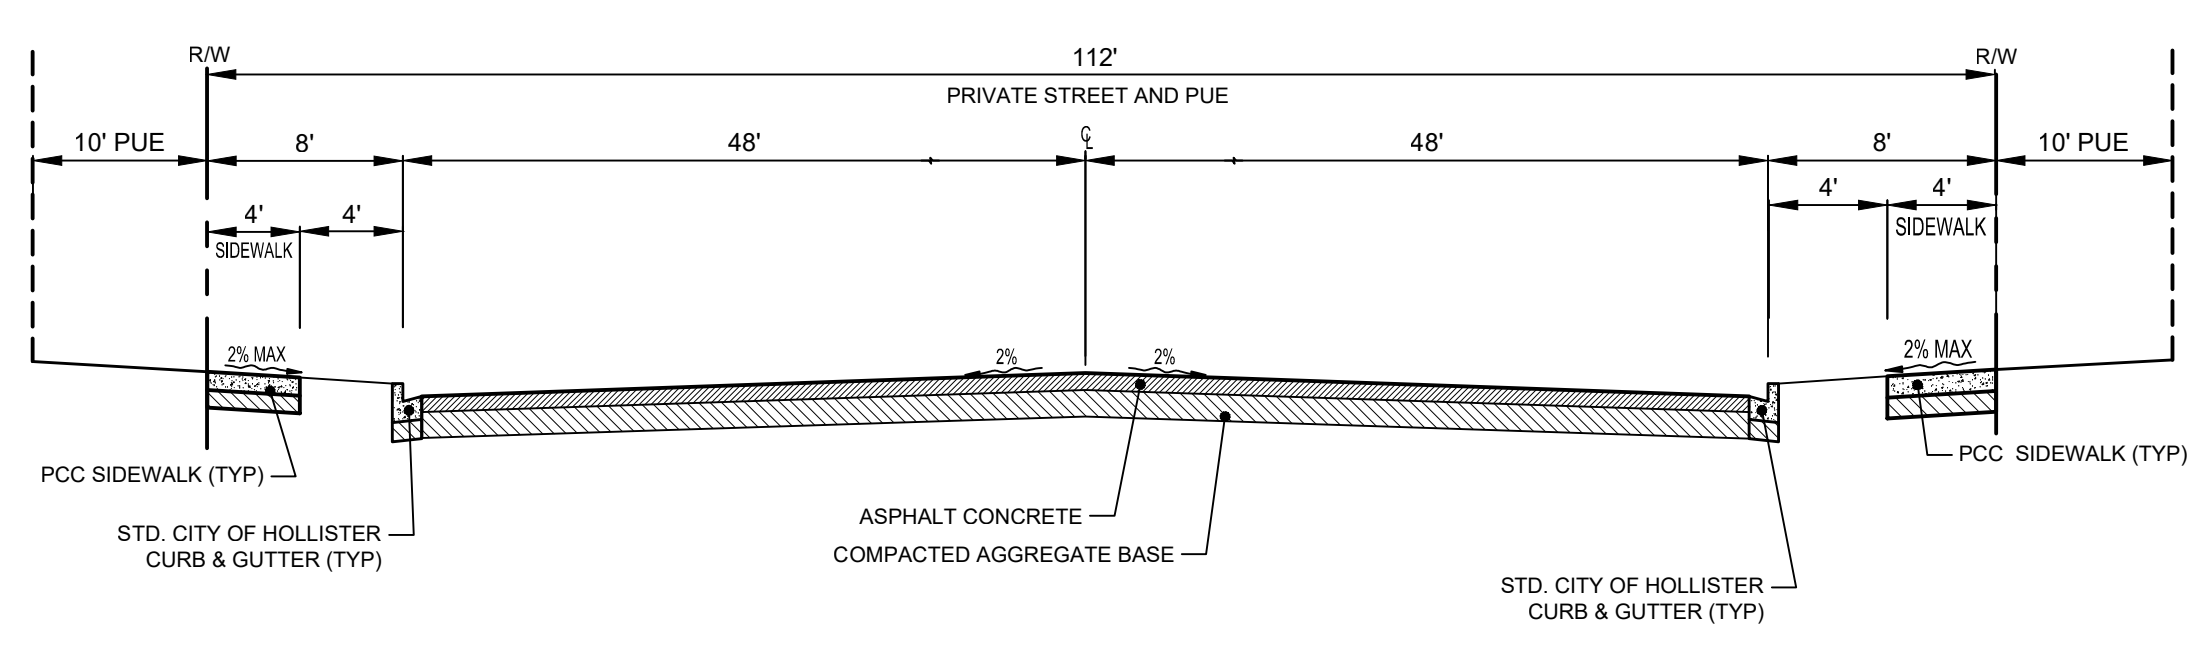 R/W
112'
R/W
PRIVATE STREET AND PUE
10' PUE
8'
48'
℄
48'
8'
10' PUE
4'
4'
4'
4'
SIDEWALK
SIDEWALK
2% MAX
2%
2%
2% MAX
PCC SIDEWALK (TYP)
PCC SIDEWALK (TYP)
STD. CITY OF HOLLISTER
CURB & GUTTER (TYP)
ASPHALT CONCRETE
COMPACTED AGGREGATE BASE
STD. CITY OF HOLLISTER
CURB & GUTTER (TYP)